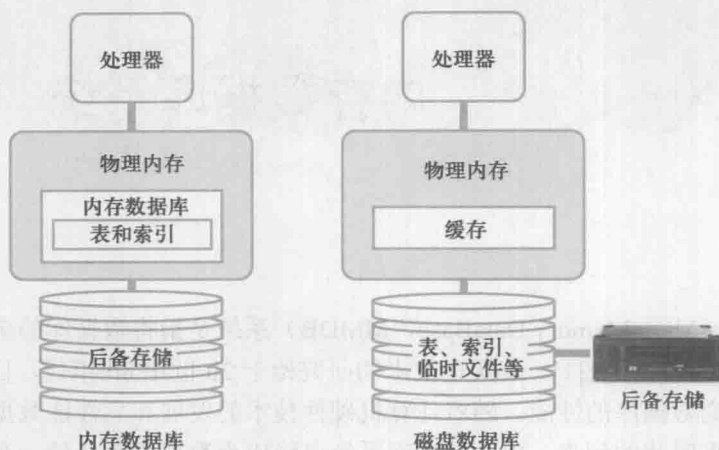 处理器
物理内存
内存数据库
表和索引
后备存储
内存数据库
处理器
物理内存
缓存
表、索引、
临时文件等
后备存储
磁盘数据库